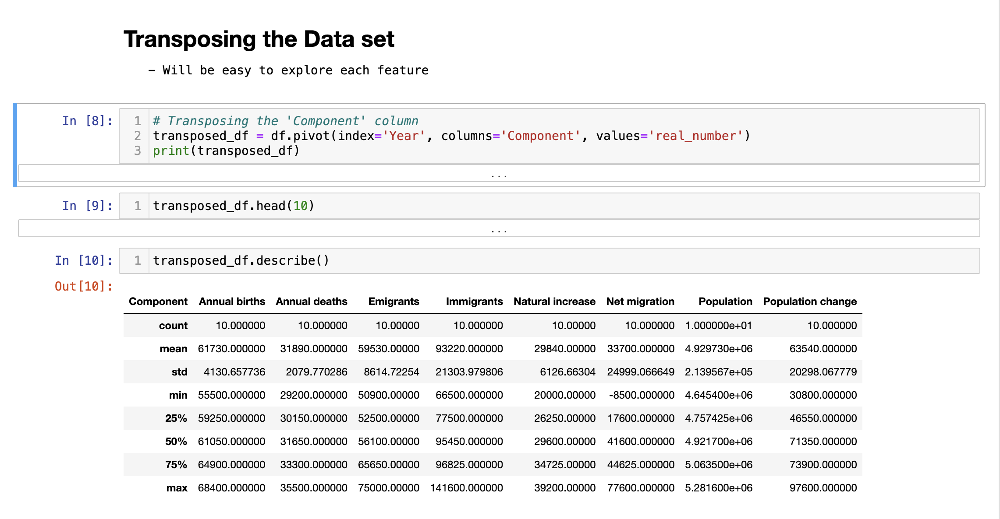 Transposing the Data set
– Will be easy to explore each feature
In [8]: 1 # Transposing the 'Component' column
2 transposed_df = df.pivot(index='Year', columns='Component', values='real_number')
3 print(transposed_df)
...
In [9]: 1 transposed_df.head(10)
...
In [10]: 1 transposed_df.describe()
Out[10]:
Component Annual births Annual deaths Emigrants Immigrants Natural increase Net migration Population Population change
count 10.000000 10.000000 10.00000 10.000000 10.00000 10.000000 1.000000e+01 10.000000
mean 61730.000000 31890.000000 59530.00000 93220.000000 29840.00000 33700.000000 4.929730e+06 63540.000000
std 4130.657736 2079.770286 8614.72254 21303.979806 6126.66304 24999.066649 2.139567e+05 20298.067779
min 55500.000000 29200.000000 50900.00000 66500.000000 20000.00000 -8500.000000 4.645400e+06 30800.000000
25% 59250.000000 30150.000000 52500.00000 77500.000000 26250.00000 17600.000000 4.757425e+06 46550.000000
50% 61050.000000 31650.000000 56100.00000 95450.000000 29600.00000 41600.000000 4.921700e+06 71350.000000
75% 64900.000000 33300.000000 65650.00000 96825.000000 34725.00000 44625.000000 5.063500e+06 73900.000000
max 68400.000000 35500.000000 75000.00000 141600.000000 39200.00000 77600.000000 5.281600e+06 97600.000000